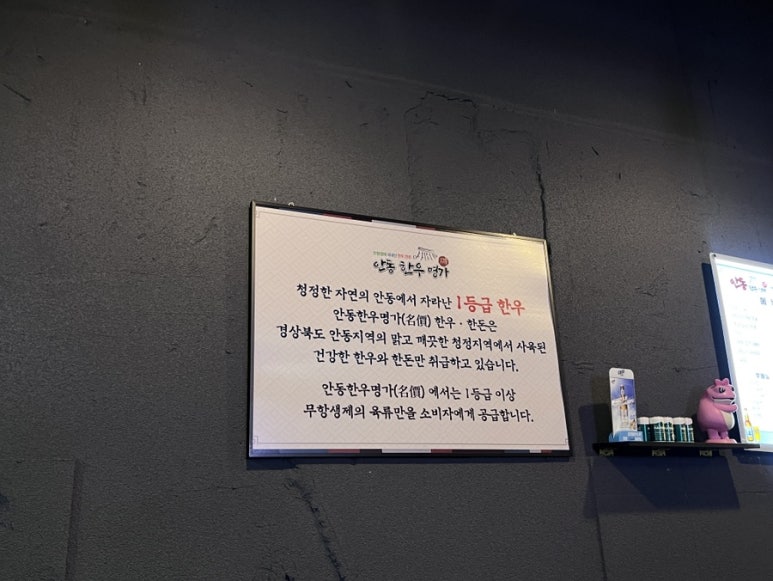 안동 한우 명가
청정한 자연의 안동에서 자라난 1등급 한우
안동한우명가(名價) 한우 · 한돈은
경상북도 안동지역의 맑고 깨끗한 청정지역에서 사육된
건강한 한우와 한돈만 취급하고 있습니다.
안동한우명가(名價) 에서는 1등급 이상
무항생제의 육류만을 소비자에게 공급합니다.
안동